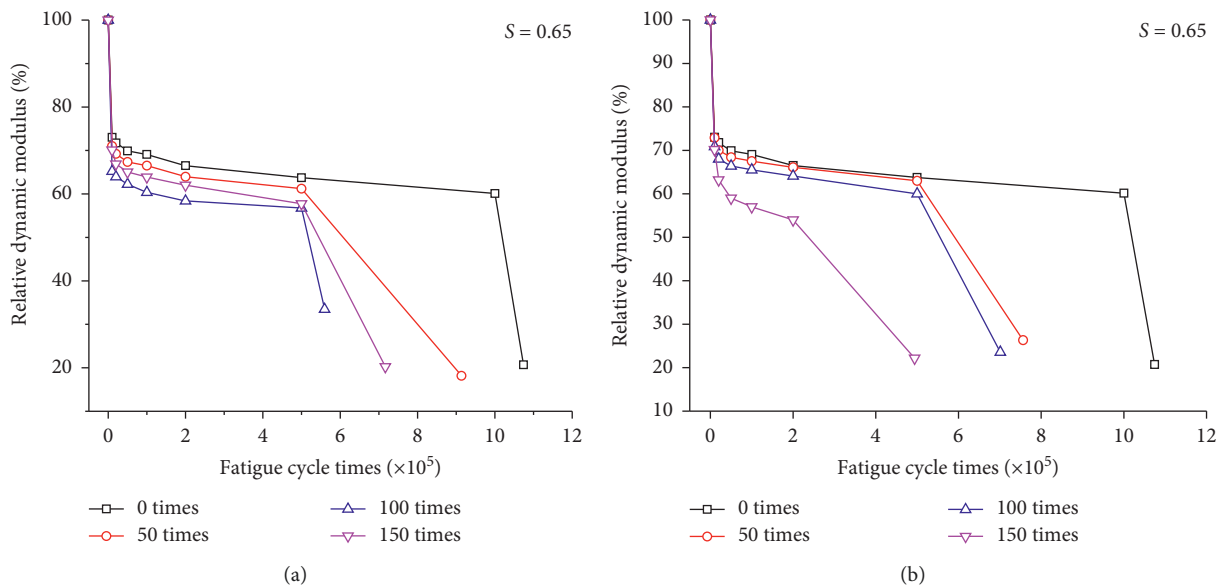 S = 0.65
100
80
60
40
20
Relative dynamic modulus (%)
0 2 4 6 8 10 12
Fatigue cycle times (×10⁵)
0 times
50 times
100 times
150 times
(a)
S = 0.65
100
90
80
70
60
50
40
30
20
10
Relative dynamic modulus (%)
0 2 4 6 8 10 12
Fatigue cycle times (×10⁵)
0 times
50 times
100 times
150 times
(b)